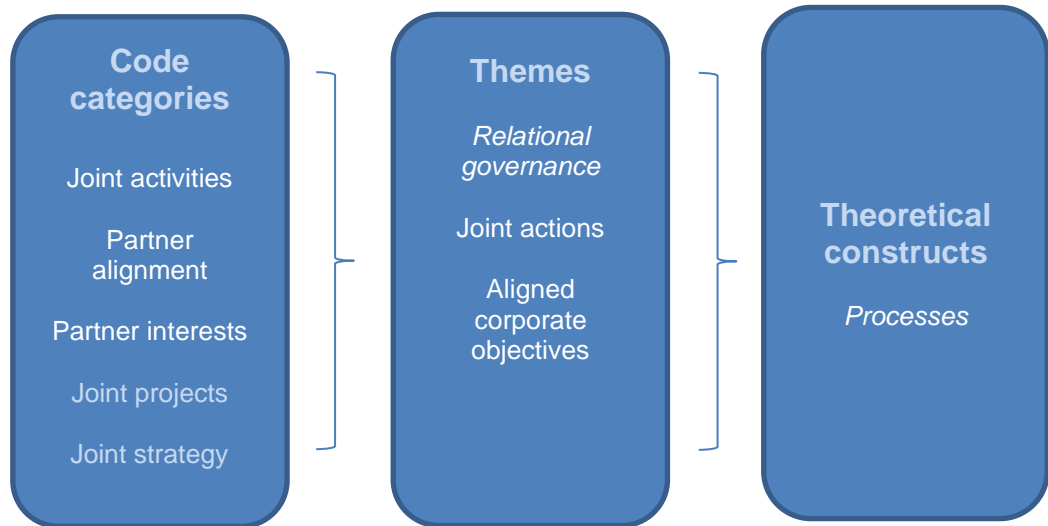 Code
categories
Joint activities
Partner
alignment
Partner interests
Joint projects
Joint strategy
Themes
Relational
governance
Joint actions
Aligned
corporate
objectives
Theoretical
constructs
Processes